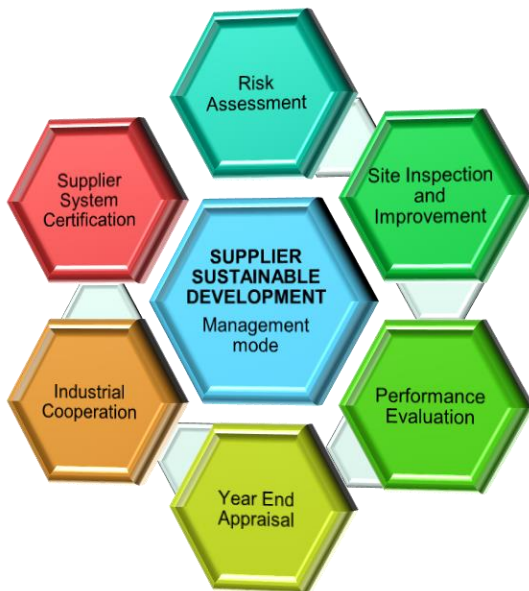 Risk
Assessment
Site Inspection
and
Improvement
Performance
Evaluation
Year End
Appraisal
Industrial
Cooperation
Supplier
System
Certification
SUPPLIER
SUSTAINABLE
DEVELOPMENT
Management
mode